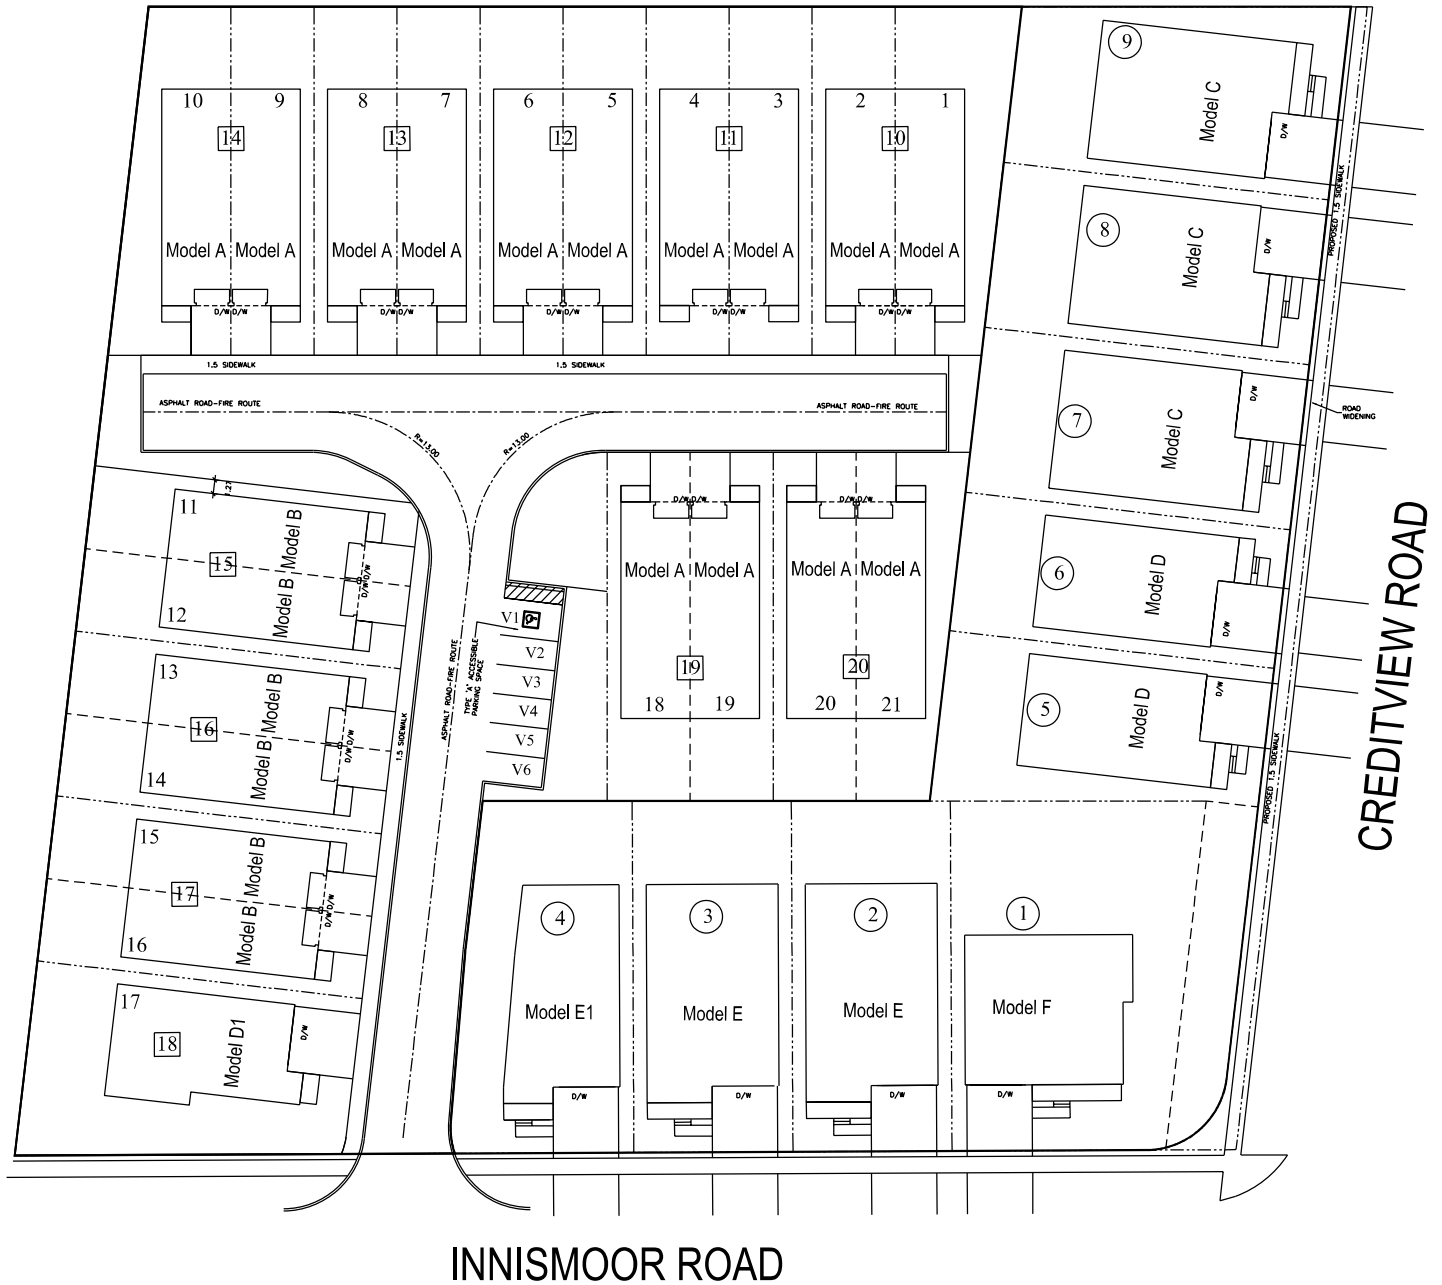 10 9
14
Model A Model A
D/W D/W
8 7
13
Model A Model A
D/W D/W
6 5
12
Model A Model A
D/W D/W
4 3
11
Model A Model A
D/W D/W
2 1
10
Model A Model A
D/W D/W
1.5 SIDEWALK
1.5 SIDEWALK
ASPHALT ROAD-FIRE ROUTE
ASPHALT ROAD-FIRE ROUTE
R=13.00
R=13.00
9
Model C
D/W
8
Model C
D/W
7
Model C
D/W
6
Model D
D/W
5
Model D
D/W
PROPOSED 1.5 SIDEWALK
ROAD
WIDENING
PROPOSED 1.5 SIDEWALK
CREDITVIEW ROAD
1.27
11
15
12
Model B Model B
D/W D/W
13
16
14
Model B Model B
D/W D/W
15
17
16
Model B Model B
D/W D/W
17
18
Model D1
D/W
1.5 SIDEWALK
ASPHALT ROAD-FIRE ROUTE
TYPE 'A' ACCESSIBLE
PARKING SPACE
V1
V2
V3
V4
V5
V6
D/W D/W
Model A Model A
19
18 19
D/W D/W
Model A Model A
20
20 21
4
Model E1
D/W
3
Model E
D/W
2
Model E
D/W
1
Model F
D/W
INNISMOOR ROAD